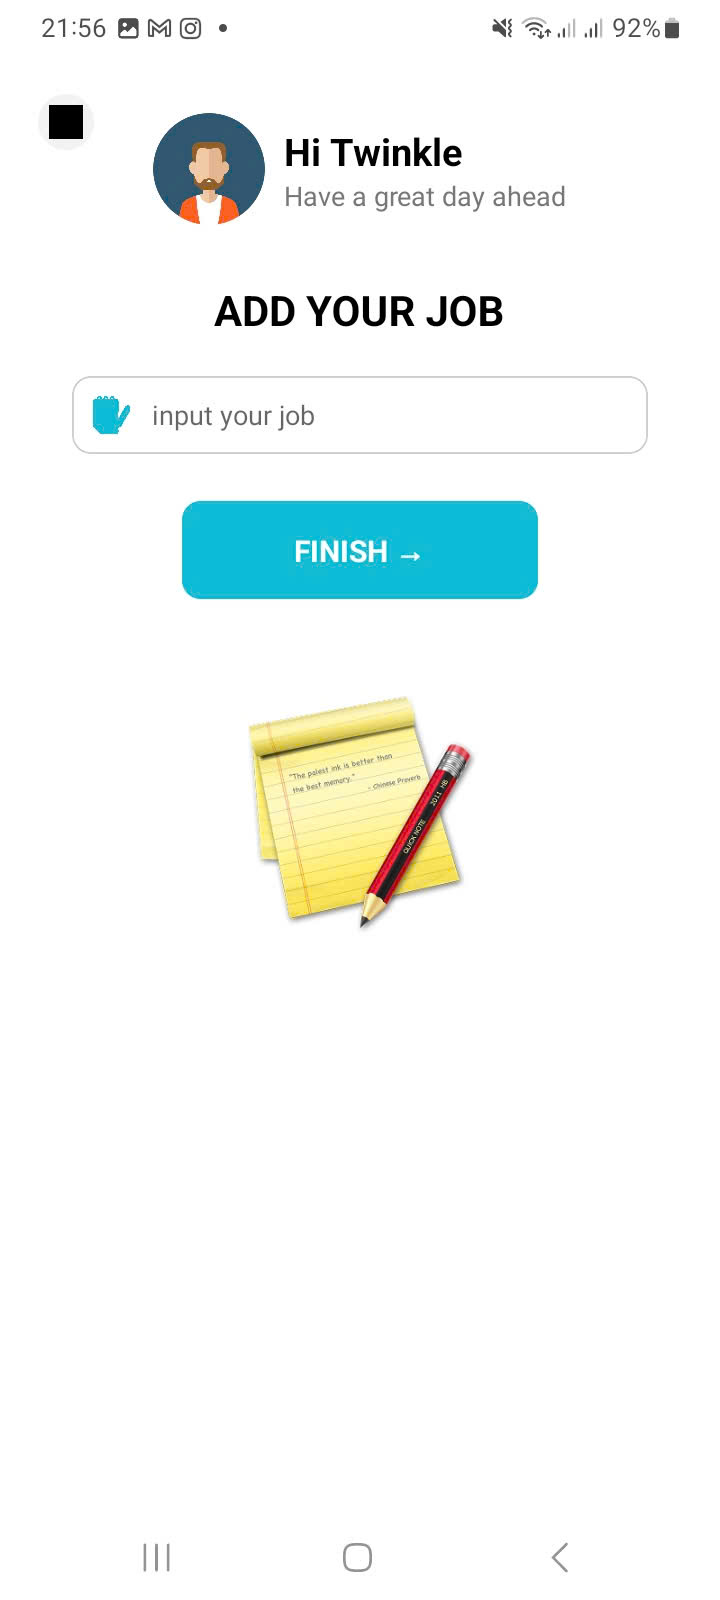 21:56 92%
Hi Twinkle
Have a great day ahead
ADD YOUR JOB
input your job
FINISH →
"The palest ink is better than
the best memory."
- Chinese Proverb
QUICK NOTE 2011 HB